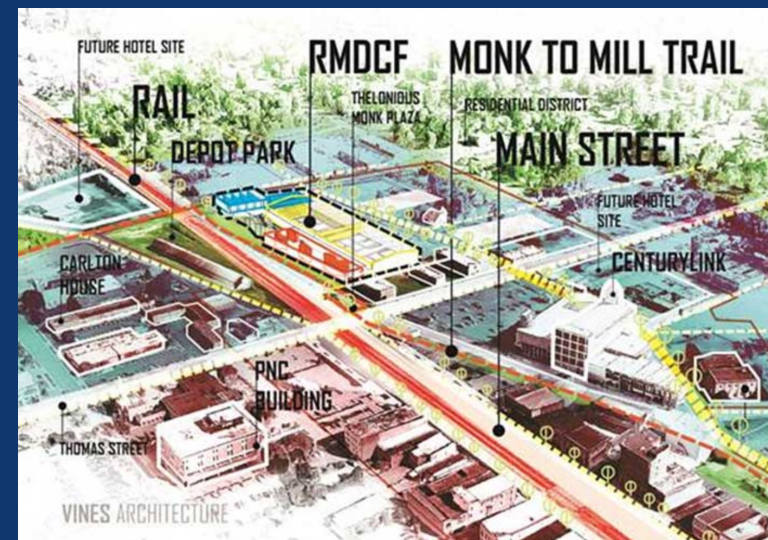 FUTURE HOTEL SITE
RMDCF
MONK TO MILL TRAIL
RAIL
THELONIOUS
MONK PLAZA
RESIDENTIAL DISTRICT
DEPOT PARK
MAIN STREET
FUTURE HOTEL
SITE
CARLTON
HOUSE
CENTURYLINK
PNC
BUILDING
THOMAS STREET
VINES ARCHITECTURE